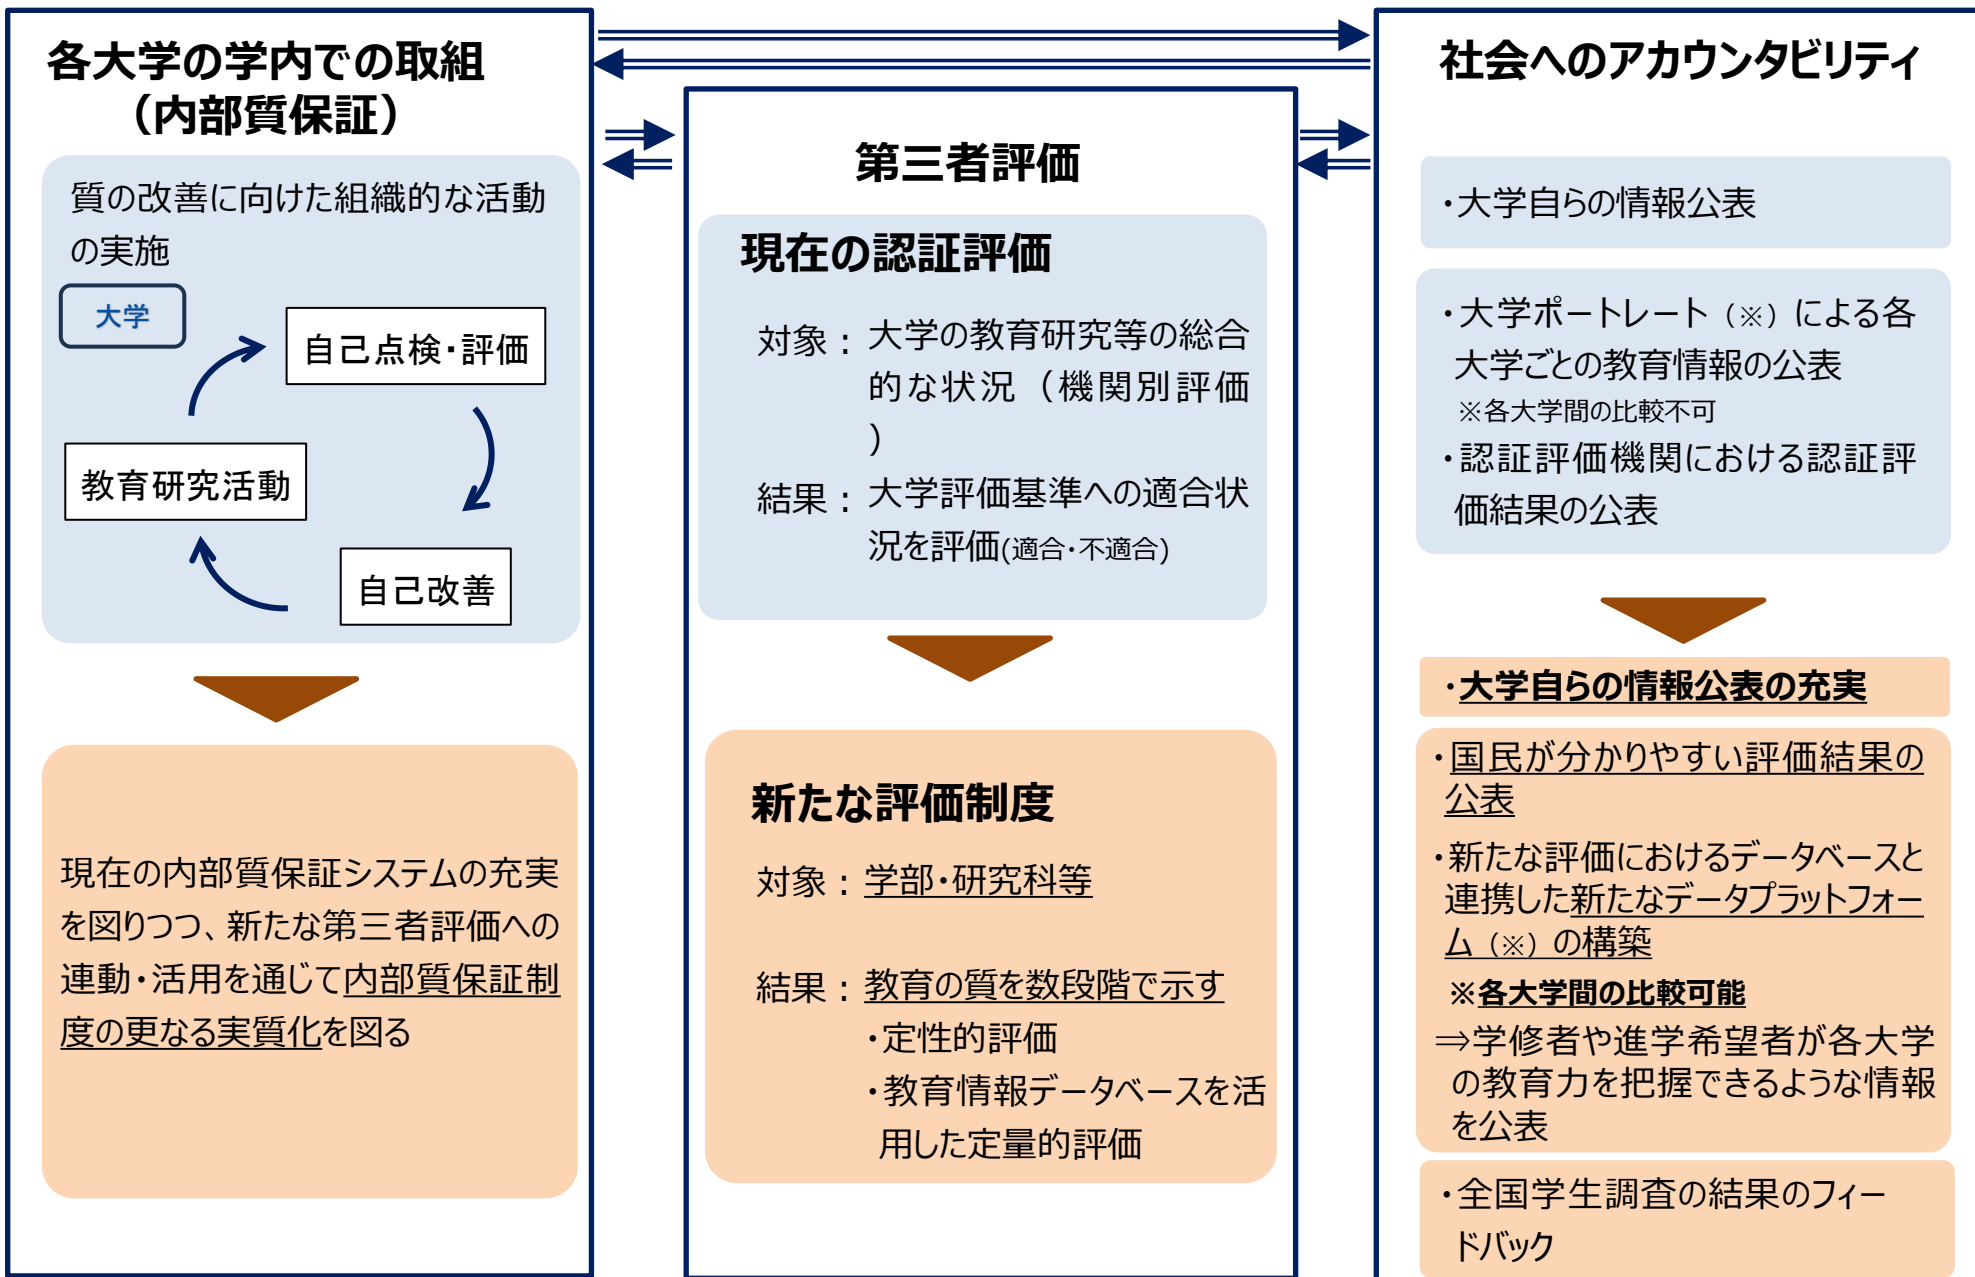 各大学の学内での取組
（内部質保証）
質の改善に向けた組織的な活動
の実施
大学
自己点検・評価
教育研究活動
自己改善
現在の内部質保証システムの充実
を図りつつ、新たな第三者評価への
連動・活用を通じて内部質保証制
度の更なる実質化を図る
第三者評価
現在の認証評価
対象：大学の教育研究等の総合
的な状況（機関別評価
）
結果：大学評価基準への適合状
況を評価(適合・不適合)
新たな評価制度
対象：学部・研究科等
結果：教育の質を数段階で示す
・定性的評価
・教育情報データベースを活
用した定量的評価
社会へのアカウンタビリティ
・大学自らの情報公表
・大学ポートレート（※）による各
大学ごとの教育情報の公表
※各大学間の比較不可
・認証評価機関における認証評
価結果の公表
・大学自らの情報公表の充実
・国民が分かりやすい評価結果の
公表
・新たな評価におけるデータベースと
連携した新たなデータプラットフォー
ム（※）の構築
※各大学間の比較可能
⇒学修者や進学希望者が各大学
の教育力を把握できるような情報
を公表
・全国学生調査の結果のフィー
ドバック